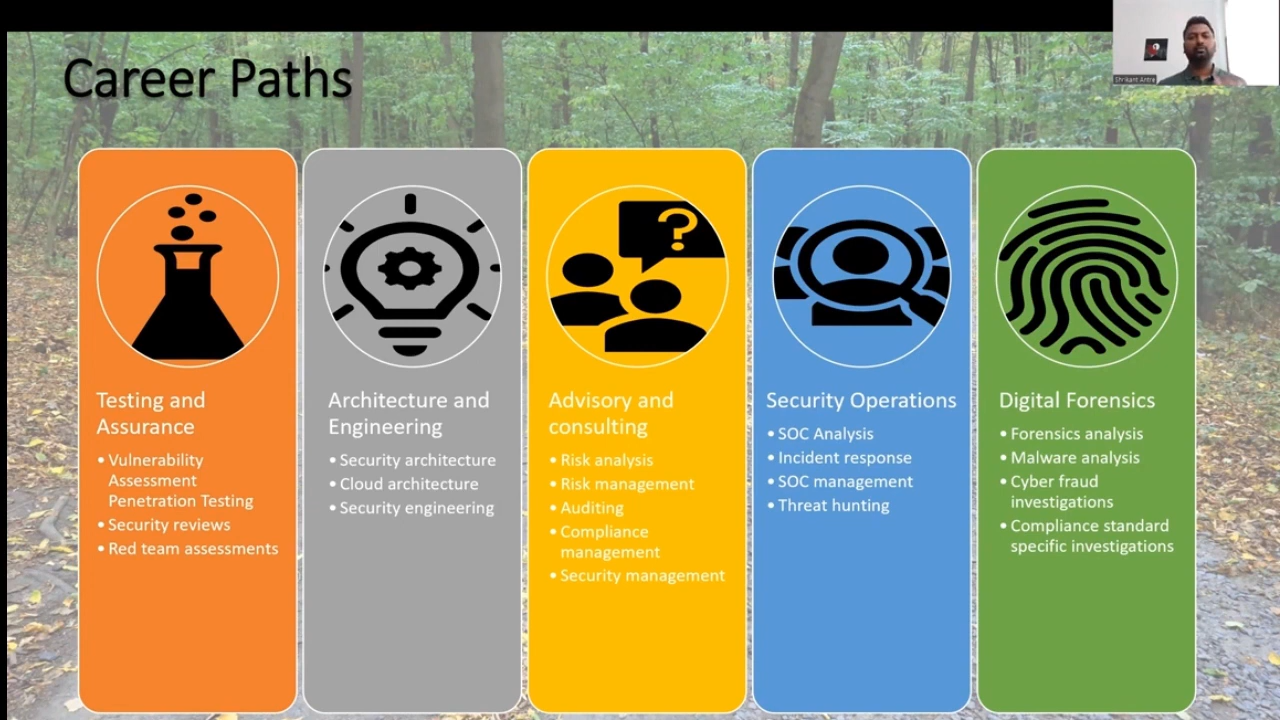 Career Paths
Shrikant Antre
?
Testing and
Assurance
• Vulnerability
Assessment
Penetration Testing
• Security reviews
• Red team assessments
Architecture and
Engineering
• Security architecture
• Cloud architecture
• Security engineering
Advisory and
consulting
• Risk analysis
• Risk management
• Auditing
• Compliance
management
• Security management
Security Operations
• SOC Analysis
• Incident response
• SOC management
• Threat hunting
Digital Forensics
• Forensics analysis
• Malware analysis
• Cyber fraud
investigations
• Compliance standard
specific investigations